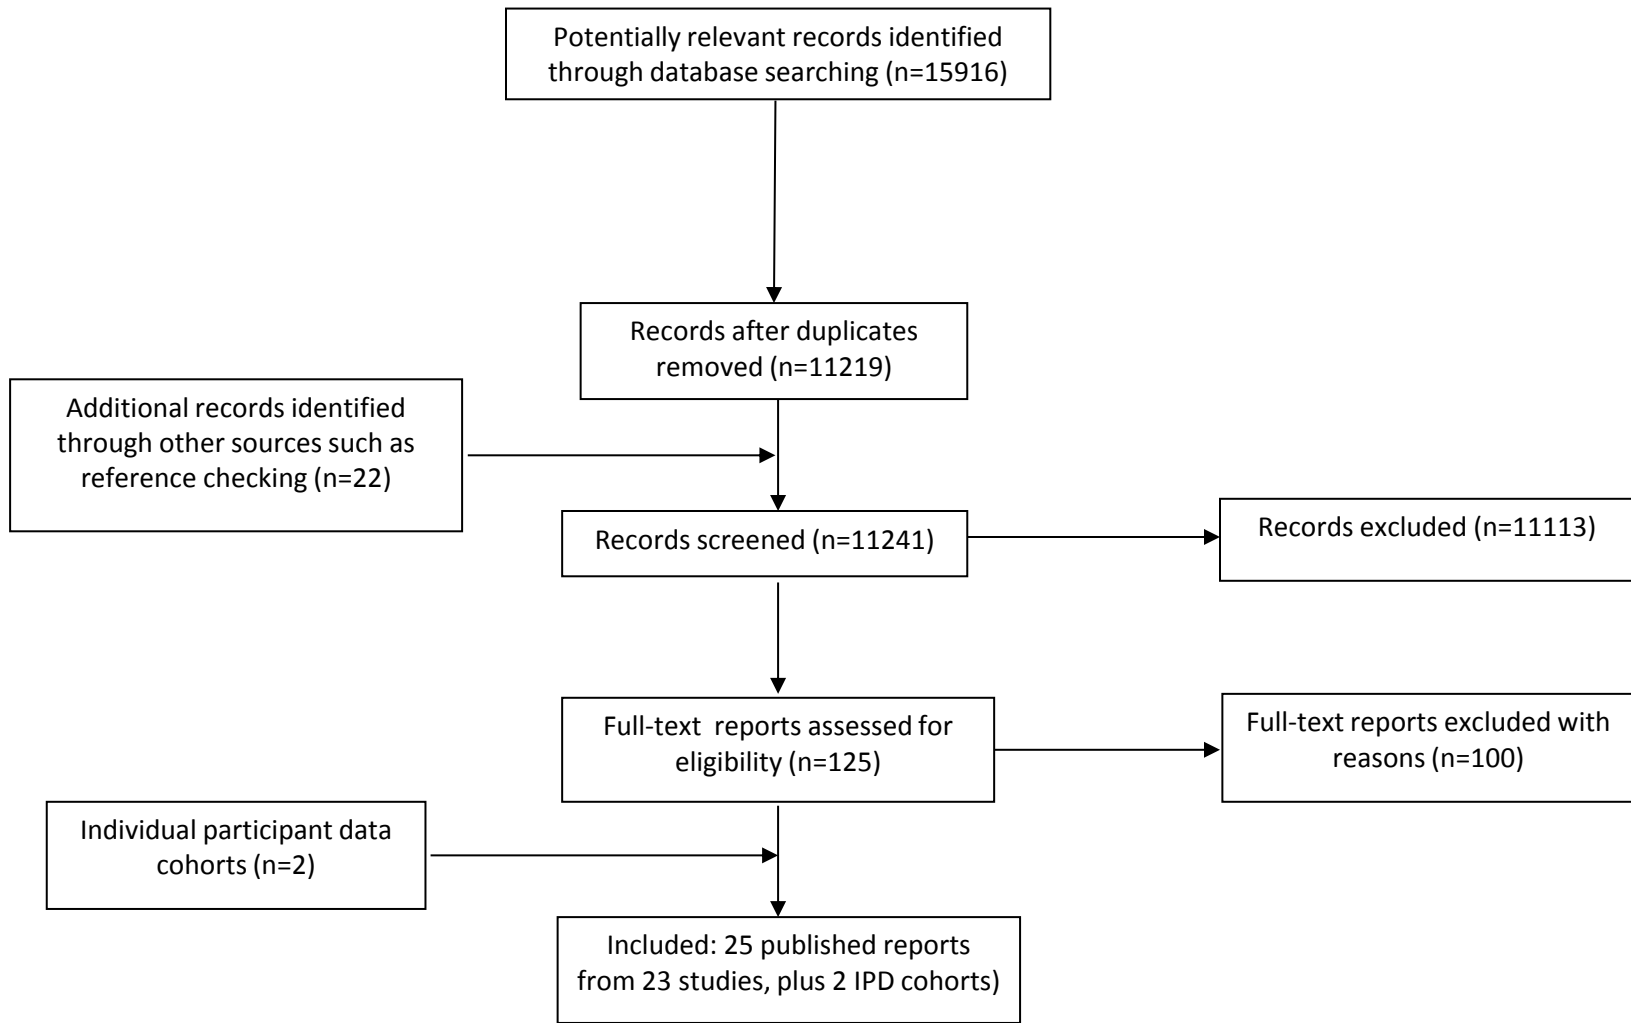 Potentially relevant records identified
through database searching (n=15916)
Records after duplicates
removed (n=11219)
Additional records identified
through other sources such as
reference checking (n=22)
Records screened (n=11241)
Records excluded (n=11113)
Full-text reports assessed for
eligibility (n=125)
Full-text reports excluded with
reasons (n=100)
Individual participant data
cohorts (n=2)
Included: 25 published reports
from 23 studies, plus 2 IPD cohorts)